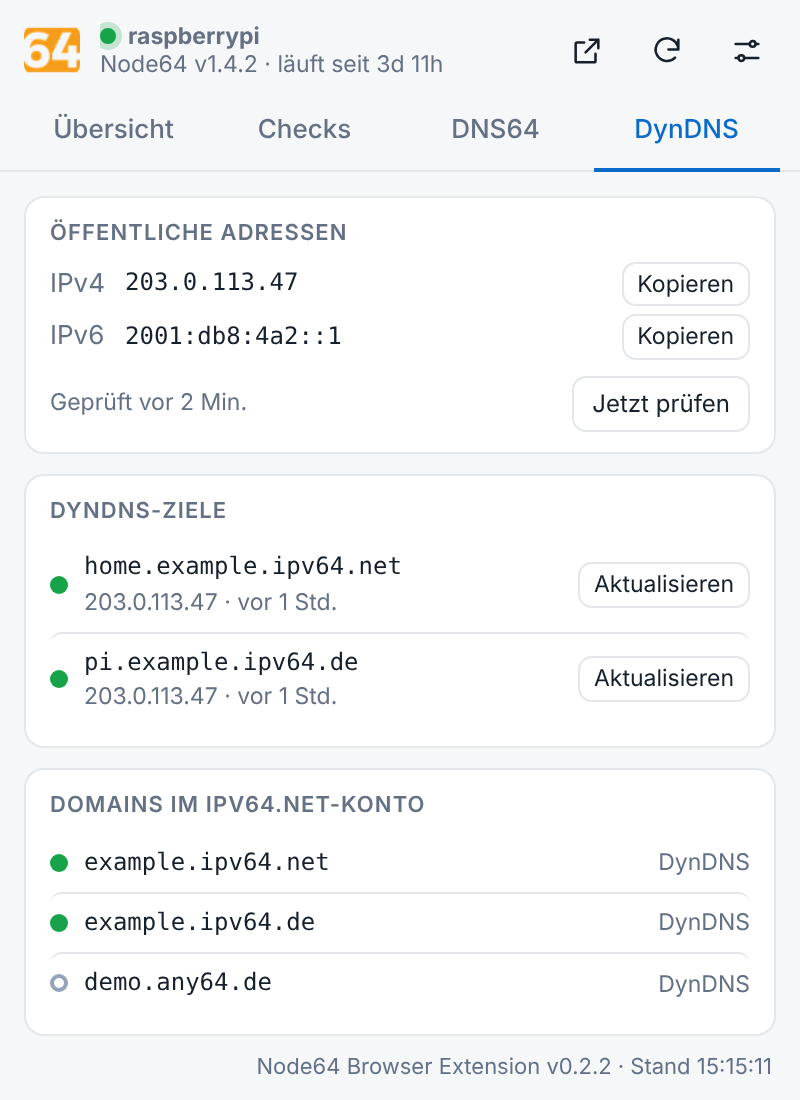 64
raspberrypi
Node64 v1.4.2 · läuft seit 3d 11h
Übersicht
Checks
DNS64
DynDNS
ÖFFENTLICHE ADRESSEN
IPv4 203.0.113.47 Kopieren
IPv6 2001:db8:4a2::1 Kopieren
Geprüft vor 2 Min. Jetzt prüfen
DYNDNS-ZIELE
home.example.ipv64.net
203.0.113.47 · vor 1 Std.
Aktualisieren
pi.example.ipv64.de
203.0.113.47 · vor 1 Std.
Aktualisieren
DOMAINS IM IPV64.NET-KONTO
example.ipv64.net DynDNS
example.ipv64.de DynDNS
demo.any64.de DynDNS
Node64 Browser Extension v0.2.2 · Stand 15:15:11